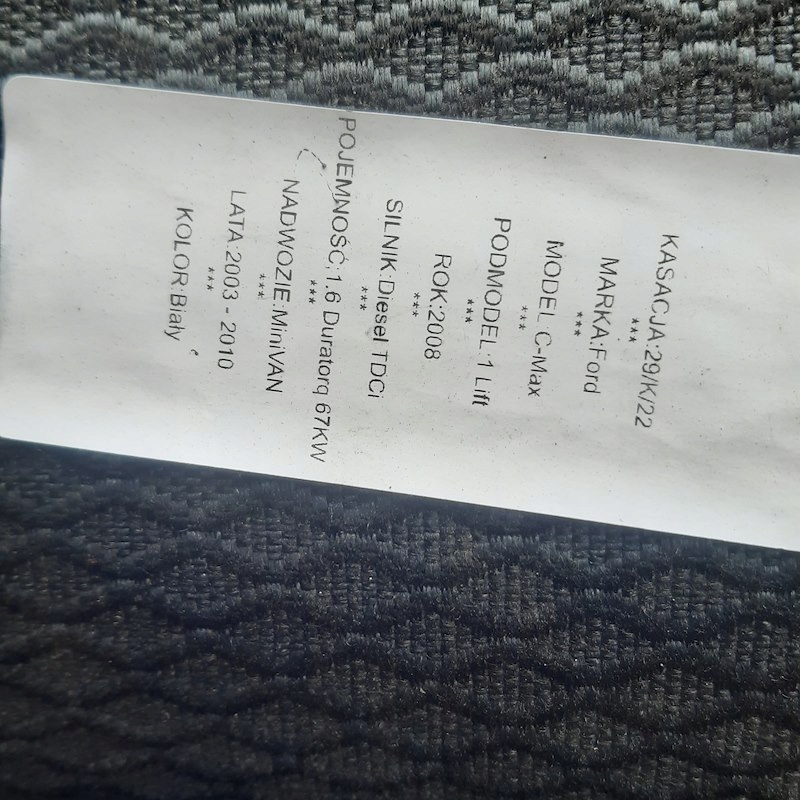 KASACJA:29/K/22
***
MARKA:Ford
***
MODEL:C-Max
***
PODMODEL:1 Lift
***
ROK:2008
***
SILNIK:Diesel TDCi
***
POJEMNOŚĆ:1.6 Duratorq 67KW
***
NADWOZIE:MiniVAN
***
LATA:2003 - 2010
***
KOLOR:Biały